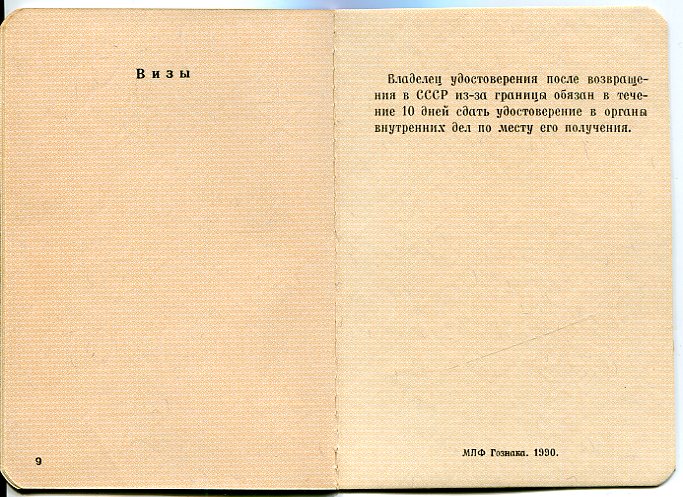 Визы
9
Владелец удостоверения после возвраще-
ния в СССР из-за границы обязан в тече-
ние 10 дней сдать удостоверение в органы
внутренних дел по месту его получения.
МПФ Гознака. 1990.